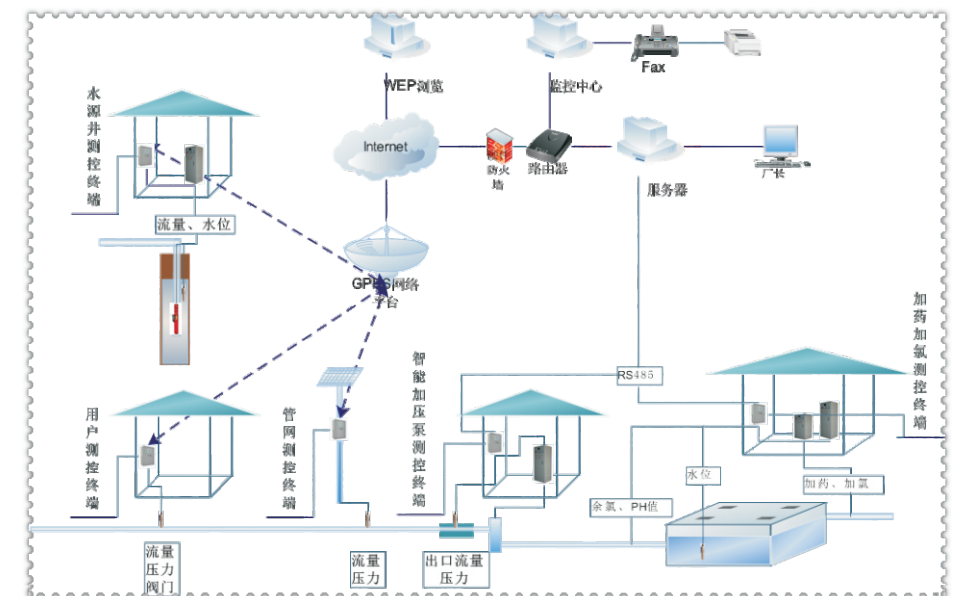 Fax
WEP浏览
监控中心
Internet
防火
墙
路由器
服务器
厂长
水源井测控终端
流量、水位
GPRS网络
平台
加药加氯测控终端
智能加压泵测控终端
RS485
用户测控终端
管网测控终端
水位
加药、加氯
余氯、PH值
流量
压力
阀门
流量
压力
出口流量
压力